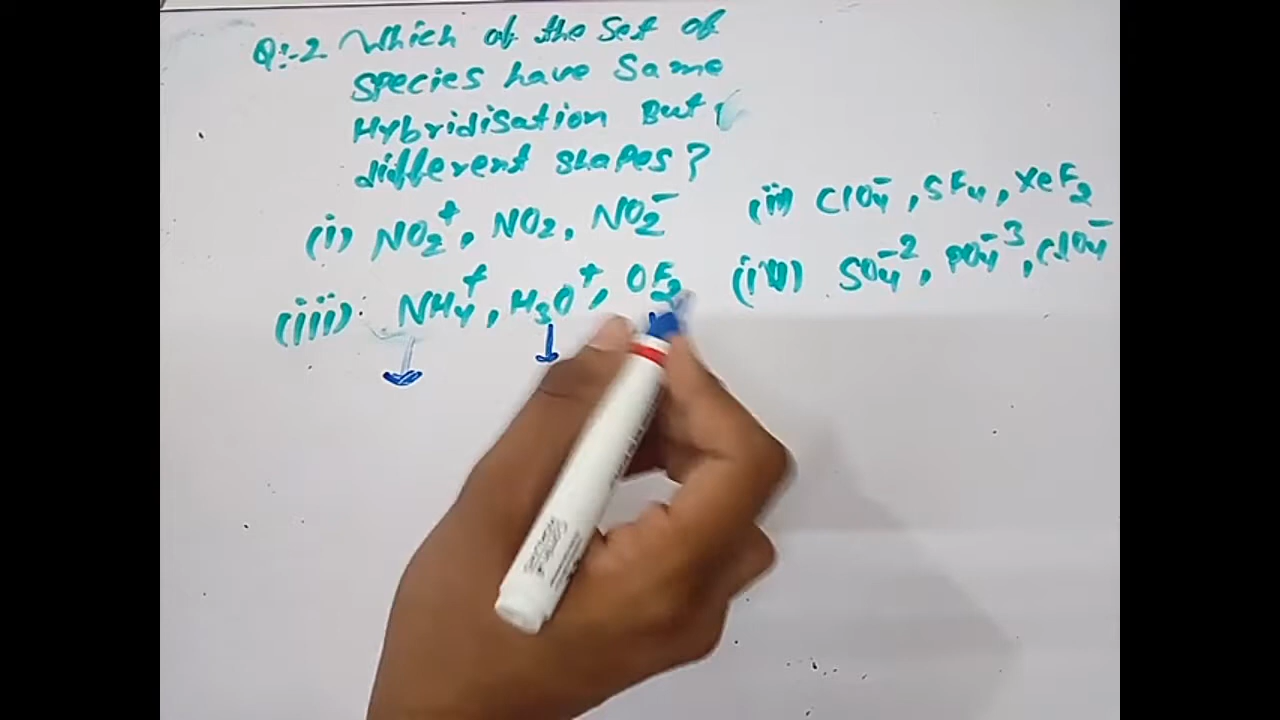 Q:-2 Which of the set of
species have same
Hybridisation But
different shapes?
(i) NO₂⁺, NO₂, NO₂⁻
(ii) ClO₄⁻, SF₄, XeF₂
(iii) NH₄⁺, H₃O⁺, OF₂
(iv) SO₄⁻², PO₄⁻³, ClO₄⁻